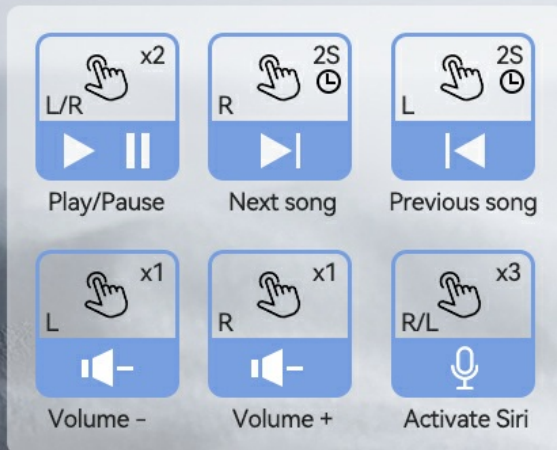 x2
2S
2S
L/R
R
L
Play/Pause
Next song
Previous song
x1
x1
x3
L
R
R/L
Volume -
Volume +
Activate Siri